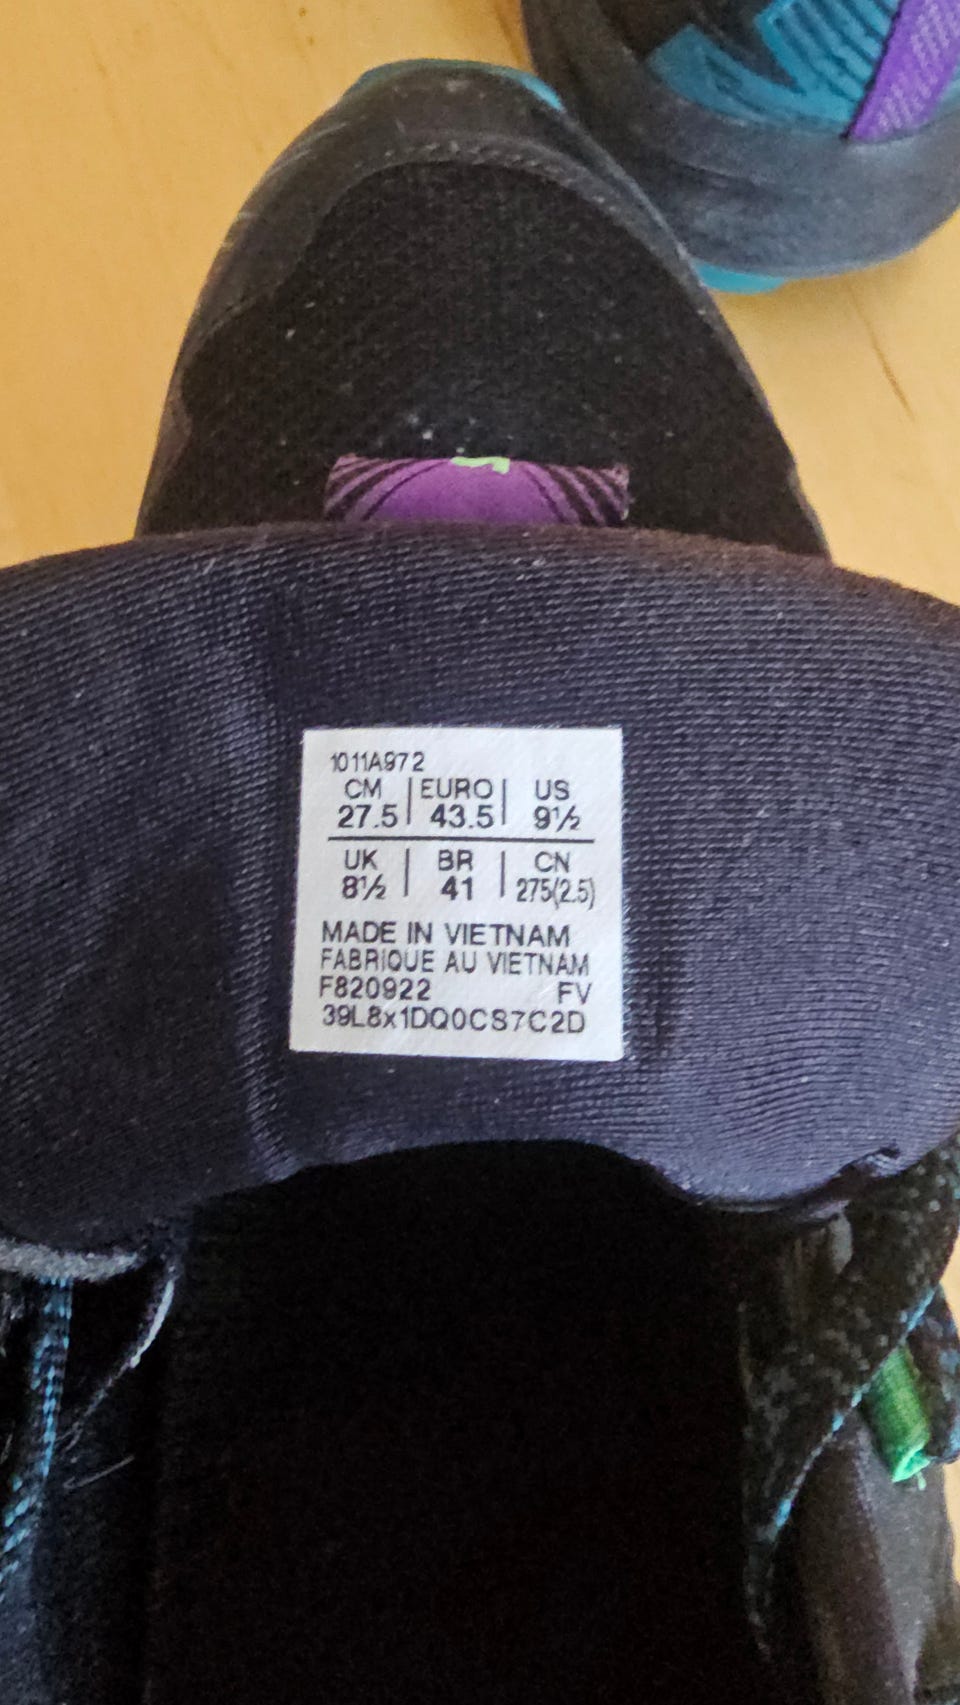 1011A972
CM | EURO | US
27.5 | 43.5 | 9½
UK | BR | CN
8½ | 41 | 275(2.5)
MADE IN VIETNAM
FABRIQUE AU VIETNAM
F820922 FV
39L8x1DQ0CS7C2D